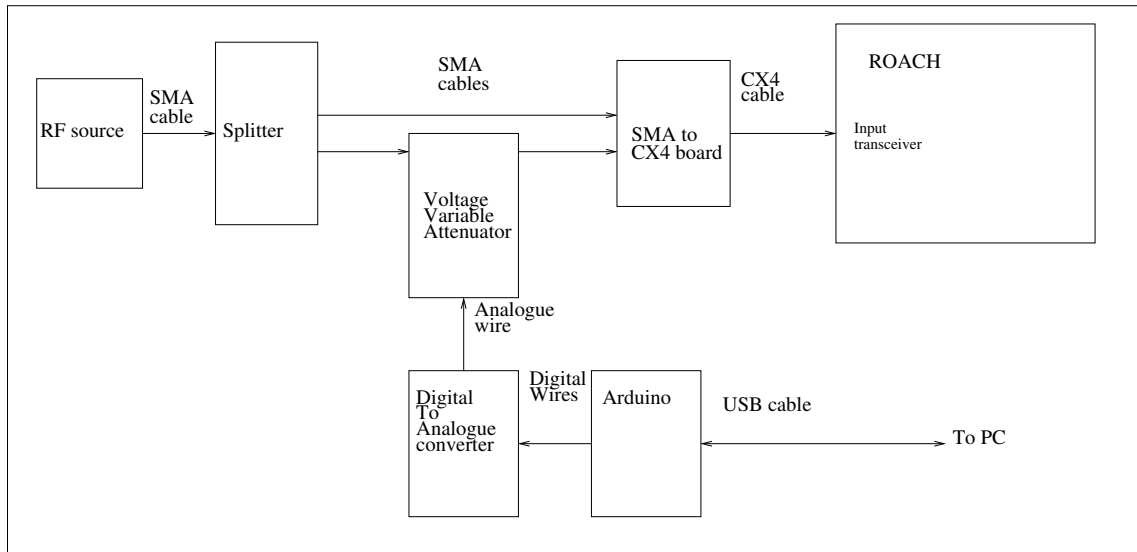 RF source
SMA
cable
Splitter
SMA
cables
SMA to
CX4 board
CX4
cable
ROACH
Input
transceiver
Voltage
Variable
Attenuator
Analogue
wire
Digital
To
Analogue
converter
Digital
Wires
Arduino
USB cable
To PC